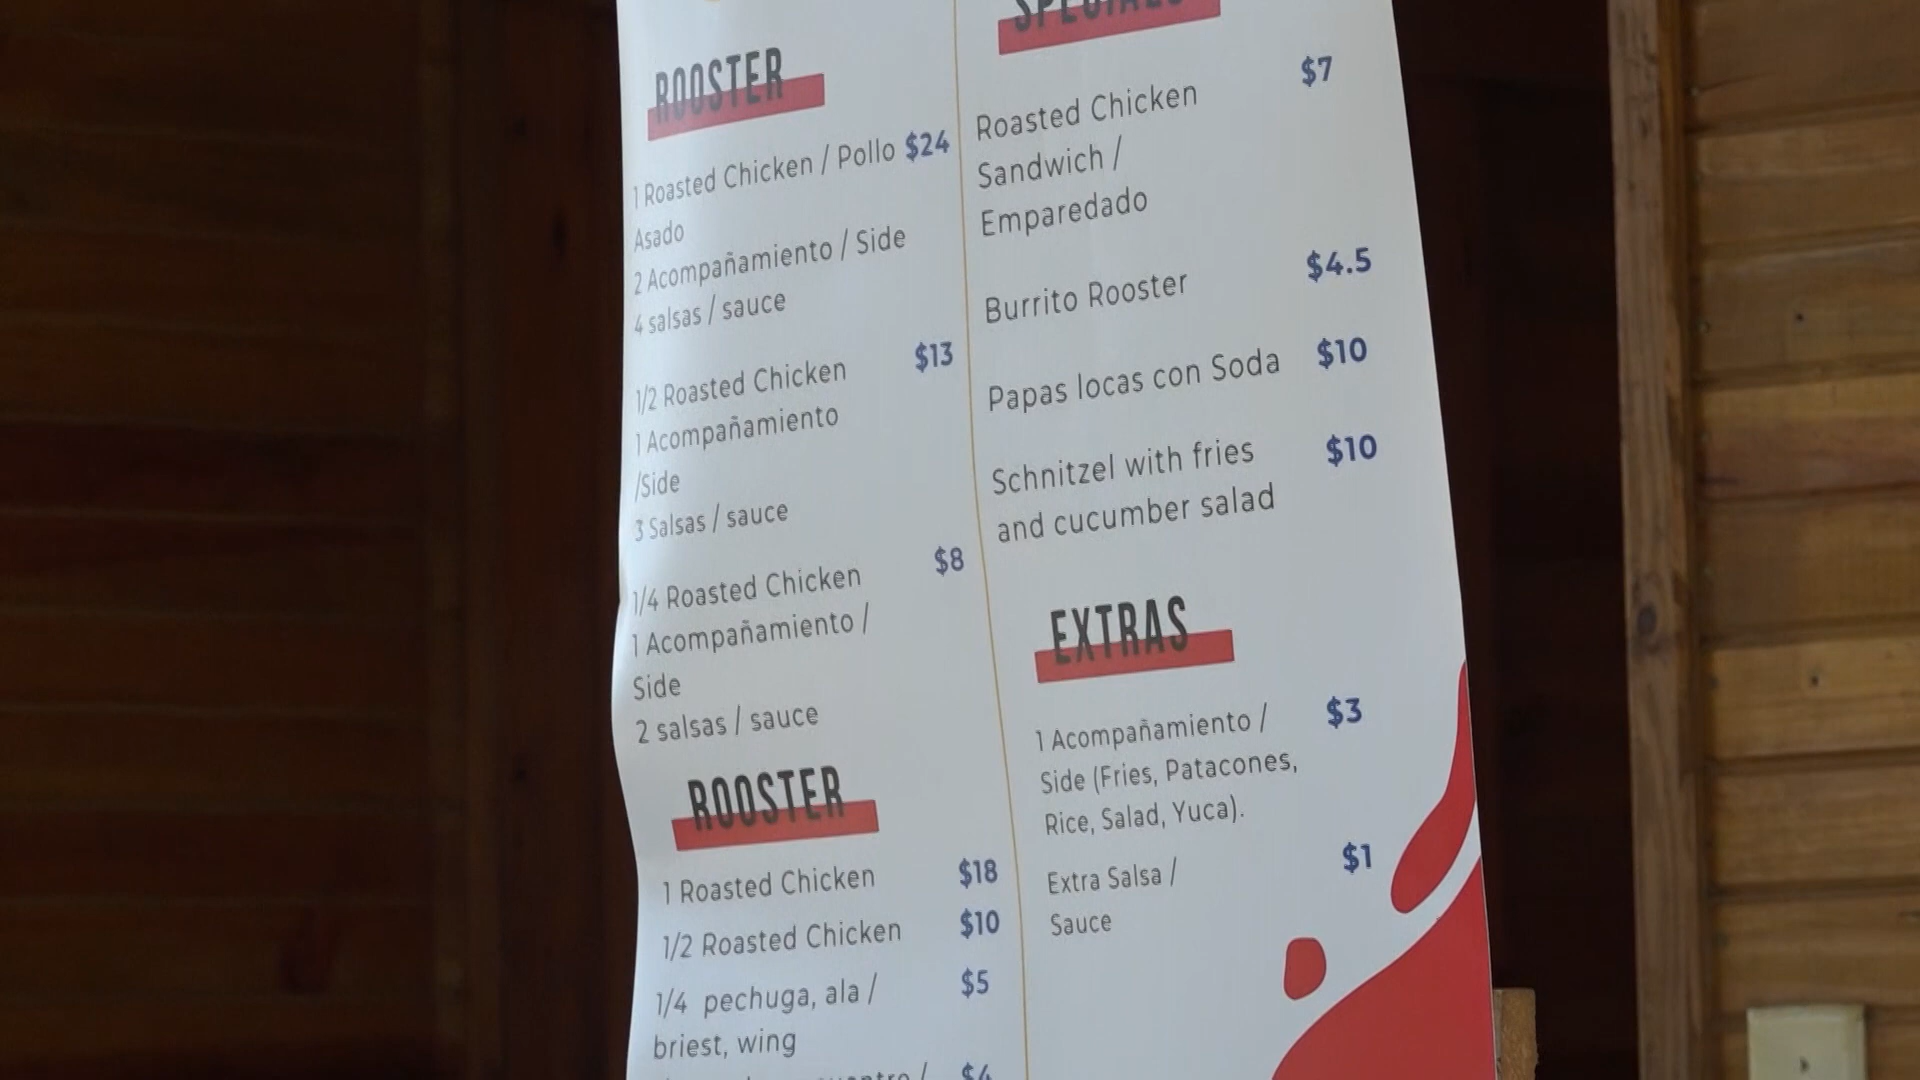 ROOSTER
1 Roasted Chicken / Pollo $24
Asado
2 Acompañamiento / Side
4 salsas / sauce
1/2 Roasted Chicken $13
1 Acompañamiento
/Side
3 Salsas / sauce
1/4 Roasted Chicken $8
1 Acompañamiento /
Side
2 salsas / sauce
ROOSTER
1 Roasted Chicken $18
1/2 Roasted Chicken $10
1/4 pechuga, ala / $5
briest, wing
$4
SPECIALS
Roasted Chicken $7
Sandwich /
Emparedado
Burrito Rooster $4.5
Papas locas con Soda $10
Schnitzel with fries $10
and cucumber salad
EXTRAS
1 Acompañamiento / $3
Side (Fries, Patacones,
Rice, Salad, Yuca).
Extra Salsa / $1
Sauce